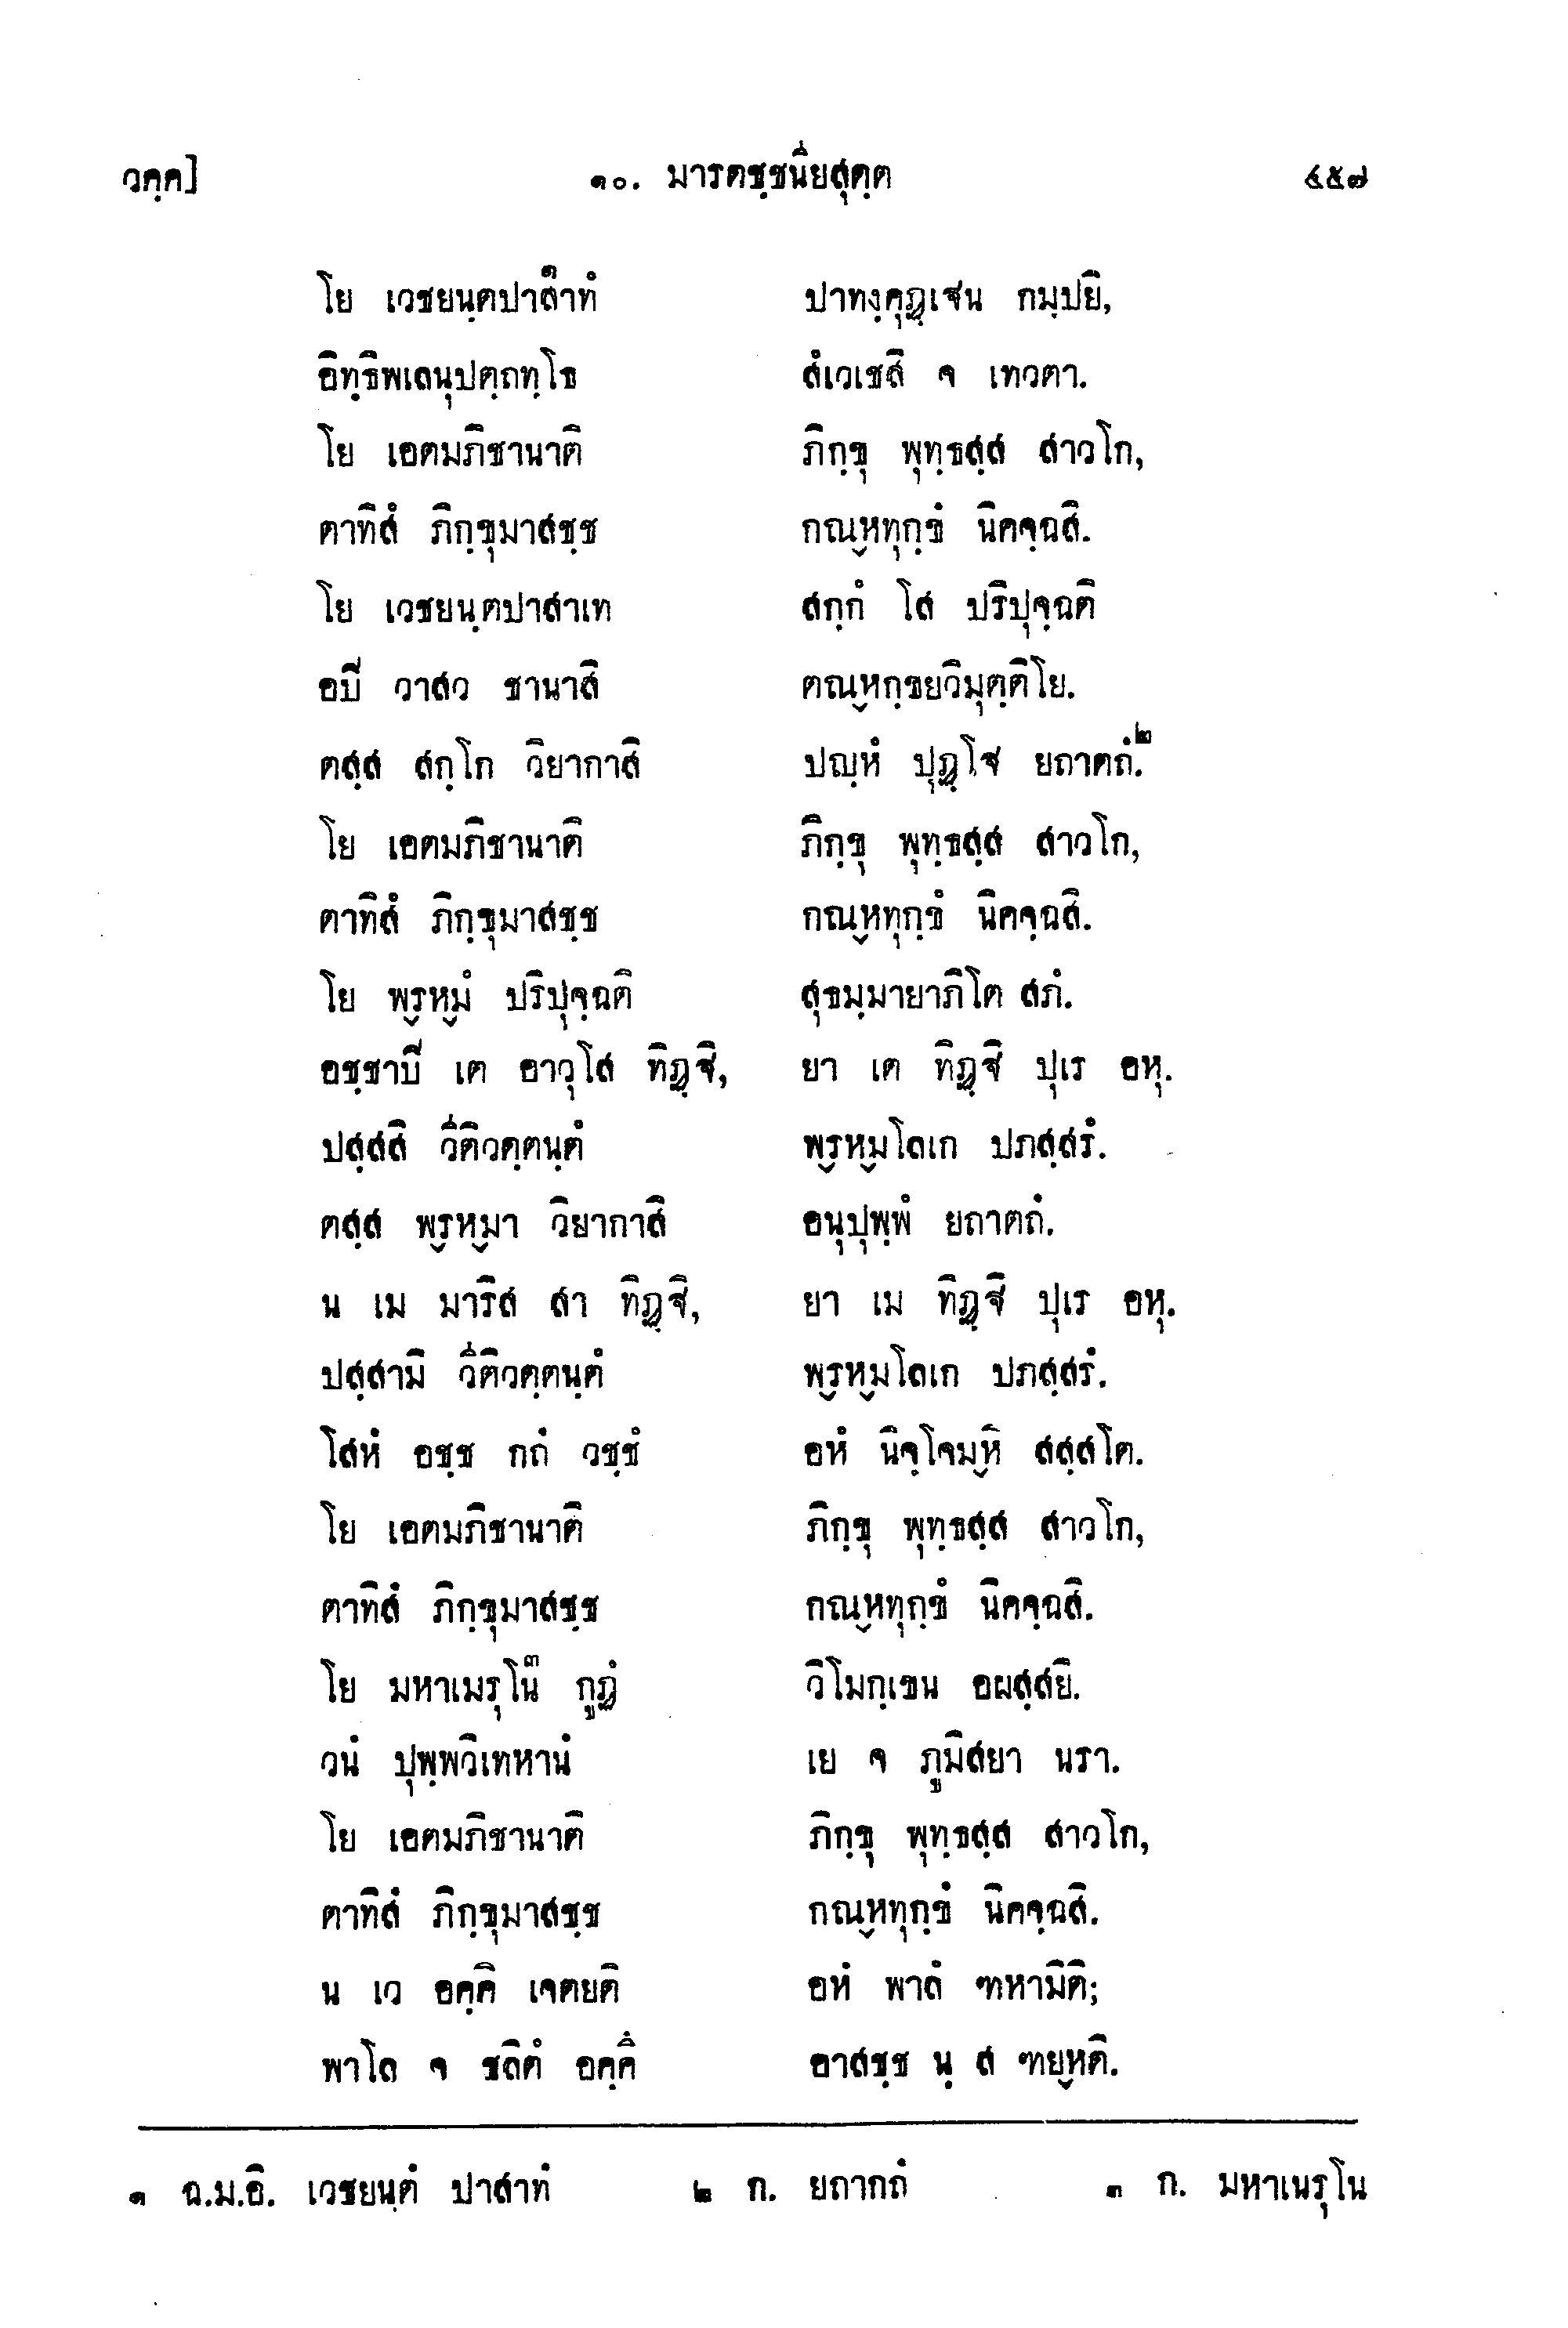 วคฺค] ๑๐. มารตชฺชนียสุตฺต ๔๕๗
โย เวชยนฺตปาสาทํ๑ ปาทงฺคุฏฺเฐน กมฺปยิ,
อิทฺธิพเลนุปตฺถทฺโธ สํเวเชสิ จ เทวตา.
โย เอตมภิชานาติ ภิกฺขุ พุทฺธสฺส สาวโก,
ตาทิสํ ภิกฺขุมาสชฺช กณฺหทุกฺขํ นิคจฺฉสิ.
โย เวชยนฺตปาสาเท สกฺกํ โส ปริปุจฺฉติ
อปิ วาสว ชานาสิ ตณฺหกฺขยวิมุตฺติโย.
ตสฺส สกฺโก วิยากาสิ ปญฺหํ ปุฏฺโฐ ยถาตถํ.๒
โย เอตมภิชานาติ ภิกฺขุ พุทฺธสฺส สาวโก,
ตาทิสํ ภิกฺขุมาสชฺช กณฺหทุกฺขํ นิคจฺฉสิ.
โย พฺรหฺมํ ปริปุจฺฉติ สุธมฺมายาภิโต สภํ.
อชฺชาปิ เต อาวุโส ทิฏฺฐิ, ยา เต ทิฏฺฐิ ปุเร อหุ.
ปสฺสสิ วีติวตฺตนฺตํ พฺรหฺมโลเก ปภสฺสรํ.
ตสฺส พฺรหฺมา วิยากาสิ อนุปุพฺพํ ยถาตถํ.
น เม มาริส สา ทิฏฺฐิ, ยา เม ทิฏฺฐิ ปุเร อหุ.
ปสฺสามิ วีติวตฺตนฺตํ พฺรหฺมโลเก ปภสฺสรํ.
โสหํ อชฺช กถํ วชฺชํ อหํ นิจฺโจมฺหิ สสฺสโต.
โย เอตมภิชานาติ ภิกฺขุ พุทฺธสฺส สาวโก,
ตาทิสํ ภิกฺขุมาสชฺช กณฺหทุกฺขํ นิคจฺฉสิ.
โย มหาเมรุโน๓ กูฏํ วิโมกฺเขน อผสฺสยิ.
วนํ ปุพฺพวิเทหานํ เย จ ภูมิสยา นรา.
โย เอตมภิชานาติ ภิกฺขุ พุทฺธสฺส สาวโก,
ตาทิสํ ภิกฺขุมาสชฺช กณฺหทุกฺขํ นิคจฺฉสิ.
น เว อคฺคิ เจตยติ อหํ พาลํ ฑหามีติ;
พาโล จ ชลิตํ อคฺคึ อาสชฺช นฺ ส ฑยฺหติ.
๑ ฉ.ม.อิ. เวชยนฺตํ ปาสาทํ ๒ ก. ยถากถํ ๓ ก. มหาเนรุโน